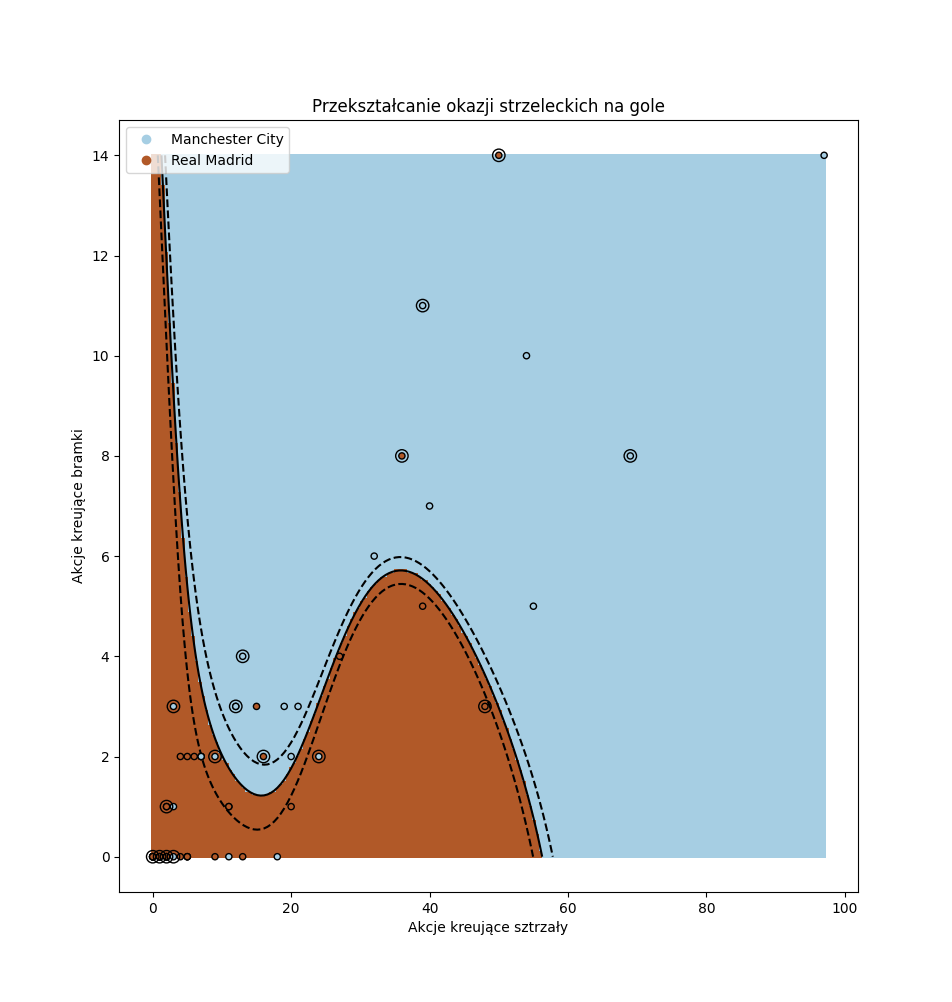 Przekształcanie okazji strzeleckich na gole
Manchester City
Real Madrid
14
12
10
8
6
4
2
0
Akcje kreujące bramki
0 20 40 60 80 100
Akcje kreujące sztrzały